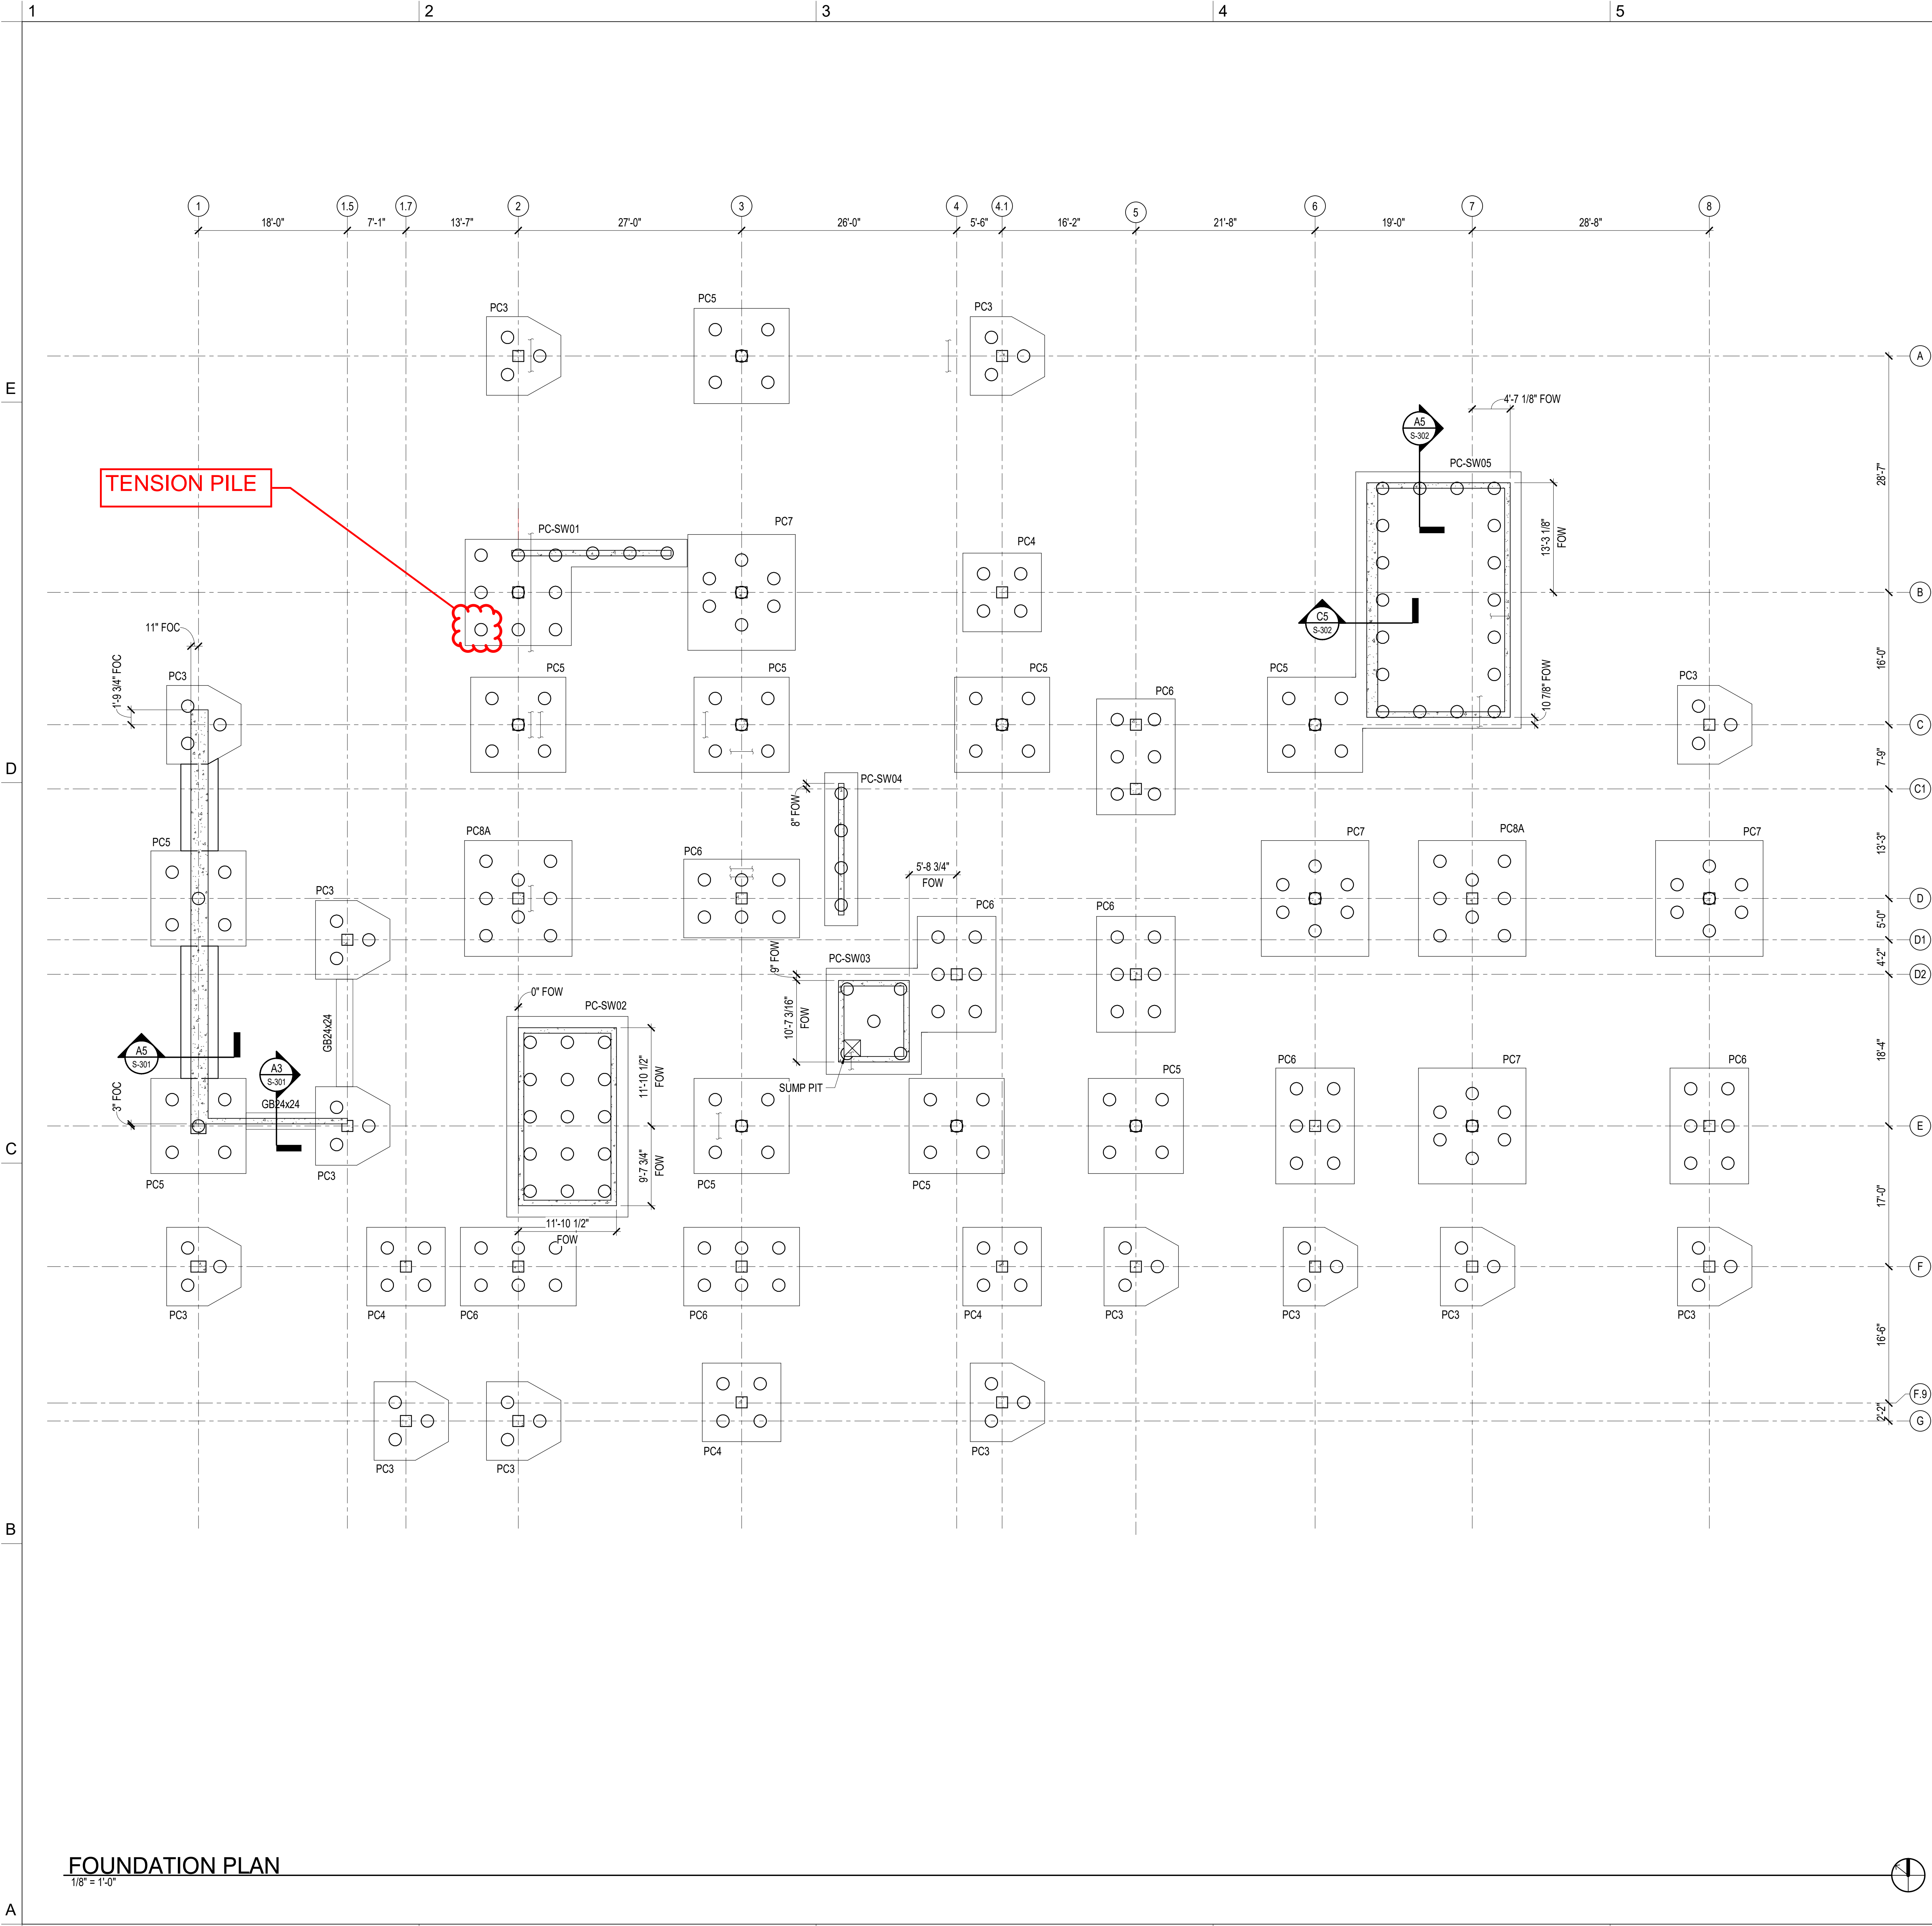 1 2 3 4 5
1 1.5 1.7 2 3 4 4.1 5 6 7 8
18'-0" 7'-1" 13'-7" 27'-0" 26'-0" 5'-6" 16'-2" 21'-8" 19'-0" 28'-8"
PC3 PC5 PC3
A
E
4'-7 1/8" FOW
A5
S-302
PC-SW05
28'-7"
TENSION PILE
PC-SW01 PC7
PC4
13'-3 1/8"
FOW
B
C5
S-302
11" FOC
1'-9 3/4" FOC
PC3
PC5 PC5 PC5 PC6 PC5 PC3
16'-0"
10 7/8" FOW
C
D
7'-9"
PC-SW04
8" FOW
C1
PC5 PC8A PC6 PC7 PC8A PC7
13'-3"
5'-8 3/4"
FOW
PC3 PC6 PC6
D
5'-0"
D1
4'-2"
PC-SW03
9" FOW
D2
0" FOW
PC-SW02
10'-7 3/16"
FOW
GB24x24
A5
S-301
A3
S-301
11'-10 1/2"
FOW
18'-4"
SUMP PIT
PC5 PC6 PC7 PC6
3" FOC
GB24x24
E
C
9'-7 3/4"
FOW
PC5 PC3 PC5 PC5
17'-0"
11'-10 1/2"
FOW
F
PC3 PC4 PC6 PC6 PC4 PC3 PC3 PC3 PC3
16'-6"
F.9
2'-2"
G
PC3 PC3 PC4 PC3
B
FOUNDATION PLAN
1/8" = 1'-0"
A